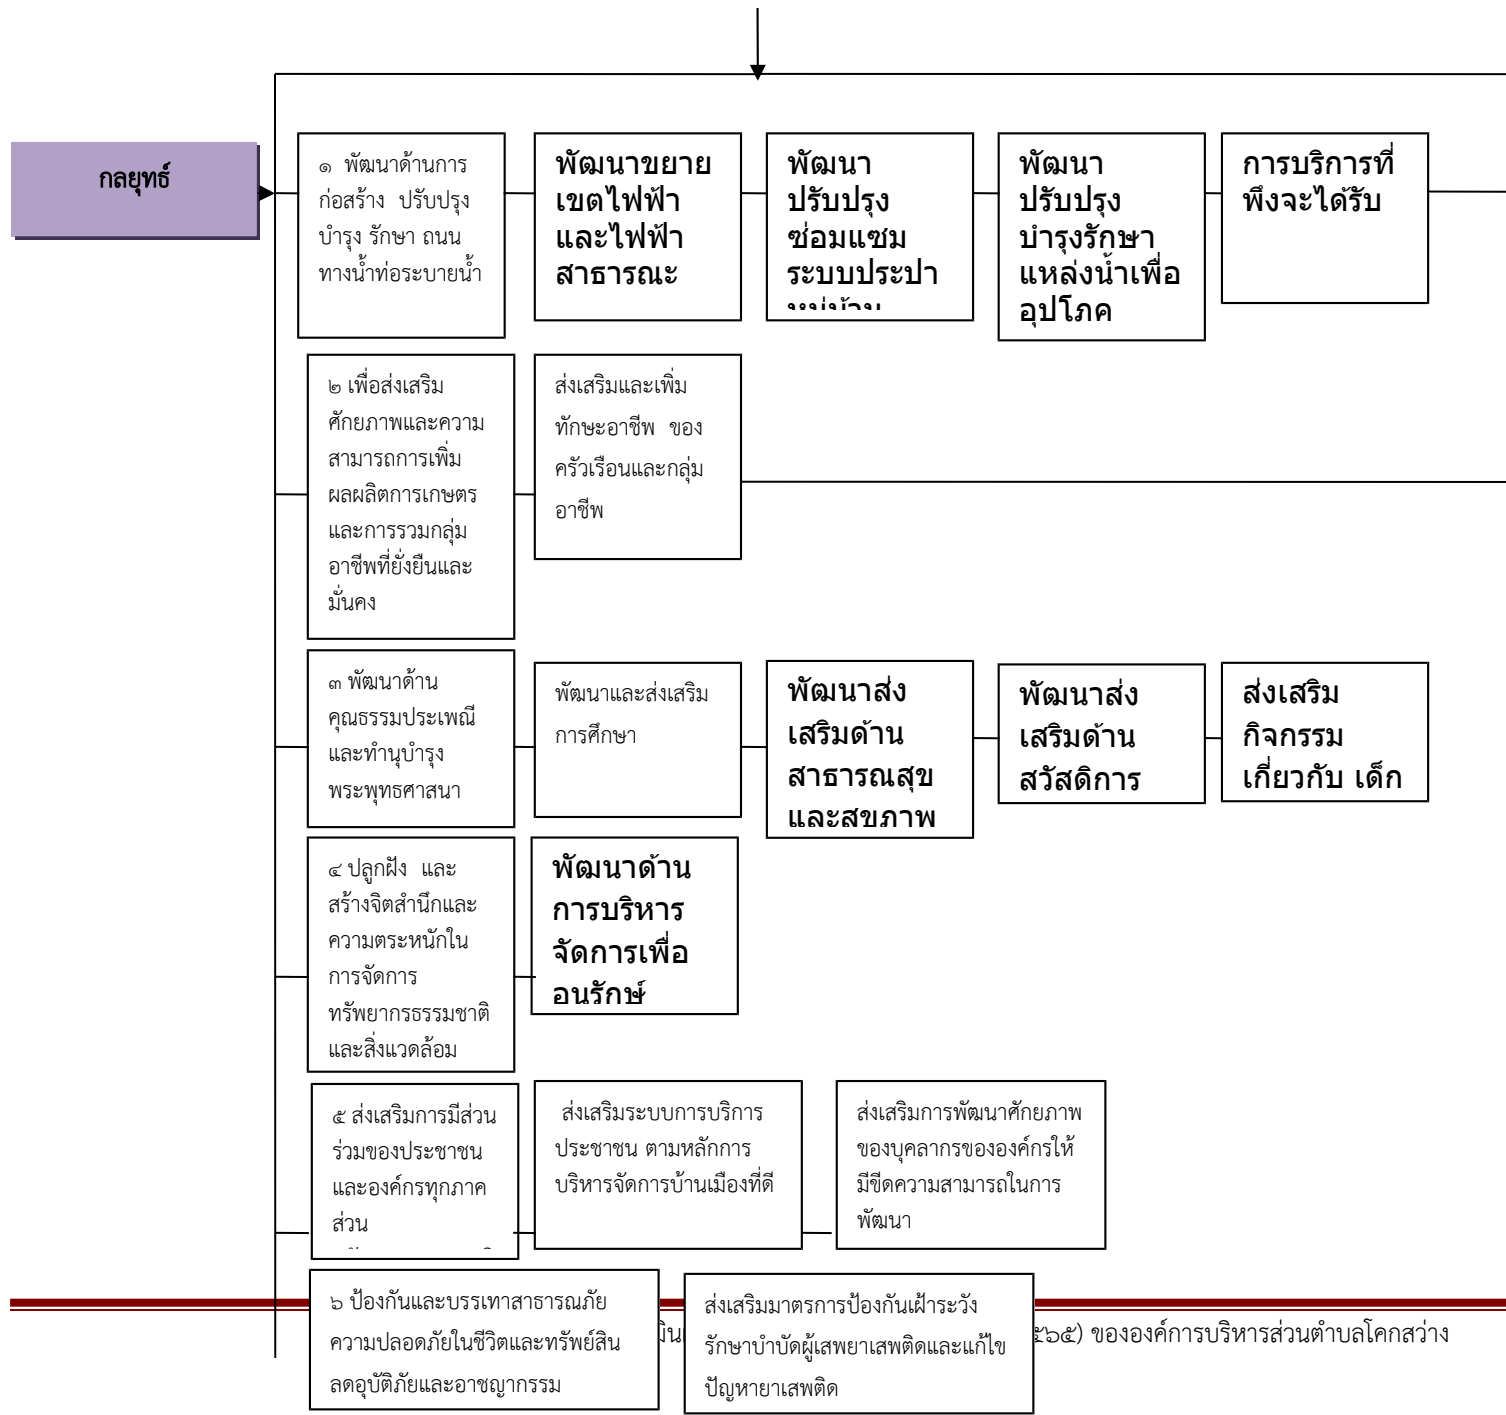 กลยุทธ์
๑ พัฒนาด้านการ
ก่อสร้าง ปรับปรุง
บำรุง รักษา ถนน
ทางน้ำท่อระบายน้ำ
พัฒนาขยาย
เขตไฟฟ้า
และไฟฟ้า
สาธารณะ
พัฒนา
ปรับปรุง
ซ่อมแซม
ระบบประปา
หมู่บ้าน
พัฒนา
ปรับปรุง
บำรุงรักษา
แหล่งน้ำเพื่อ
อุปโภค
การบริการที่
พึงจะได้รับ
๒ เพื่อส่งเสริม
ศักยภาพและความ
สามารถการเพิ่ม
ผลผลิตการเกษตร
และการรวมกลุ่ม
อาชีพที่ยั่งยืนและ
มั่นคง
ส่งเสริมและเพิ่ม
ทักษะอาชีพ ของ
ครัวเรือนและกลุ่ม
อาชีพ
๓ พัฒนาด้าน
คุณธรรมประเพณี
และทำนุบำรุง
พระพุทธศาสนา
พัฒนาและส่งเสริม
การศึกษา
พัฒนาส่ง
เสริมด้าน
สาธารณสุข
และสุขภาพ
พัฒนาส่ง
เสริมด้าน
สวัสดิการ
ส่งเสริม
กิจกรรม
เกี่ยวกับ เด็ก
๔ ปลูกฝัง และ
สร้างจิตสำนึกและ
ความตระหนักใน
การจัดการ
ทรัพยากรธรรมชาติ
และสิ่งแวดล้อม
พัฒนาด้าน
การบริหาร
จัดการเพื่อ
อนุรักษ์
๕ ส่งเสริมการมีส่วน
ร่วมของประชาชน
และองค์กรทุกภาค
ส่วน
ส่งเสริมระบบการบริการ
ประชาชน ตามหลักการ
บริหารจัดการบ้านเมืองที่ดี
ส่งเสริมการพัฒนาศักยภาพ
ของบุคลากรขององค์กรให้
มีขีดความสามารถในการ
พัฒนา
๖ ป้องกันและบรรเทาสาธารณภัย
ความปลอดภัยในชีวิตและทรัพย์สิน
ลดอุบัติภัยและอาชญากรรม
ส่งเสริมมาตรการป้องกันเฝ้าระวัง
รักษาบำบัดผู้เสพยาเสพติดและแก้ไข
ปัญหายาเสพติด
๕๖๕) ขององค์การบริหารส่วนตำบลโคกสว่าง